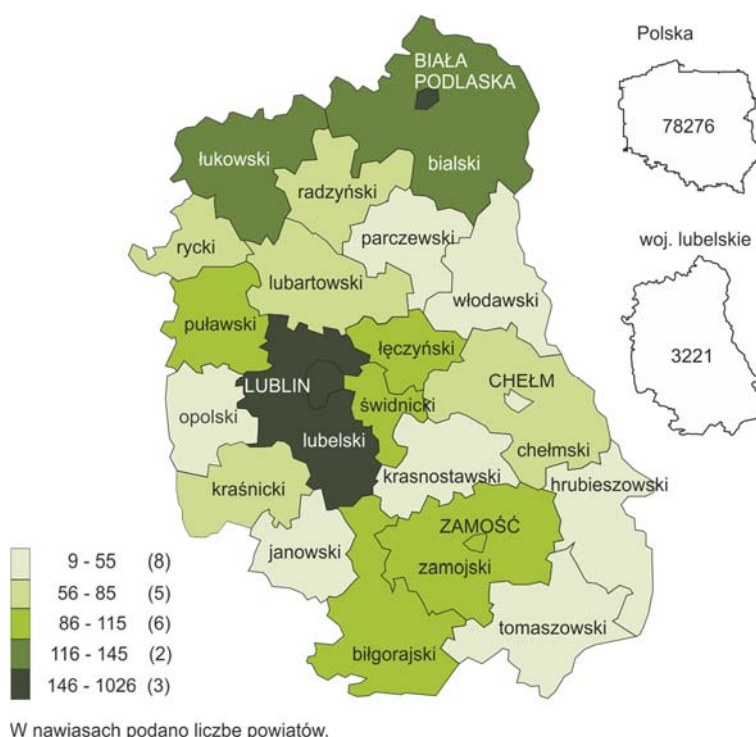 Polska
78276
woj. lubelskie
3221
BIAŁA
PODLASKA
łukowski
bialski
radzyński
rycki
parczewski
lubartowski
włodawski
puławski
łęczyński
LUBLIN
CHEŁM
opolski
świdnicki
lubelski
chełmski
kraśnicki
krasnostawski
hrubieszowski
janowski
ZAMOŚĆ
zamojski
tomaszowski
biłgorajski
9 - 55 (8)
56 - 85 (5)
86 - 115 (6)
116 - 145 (2)
146 - 1026 (3)
W nawiasach podano liczbę powiatów.